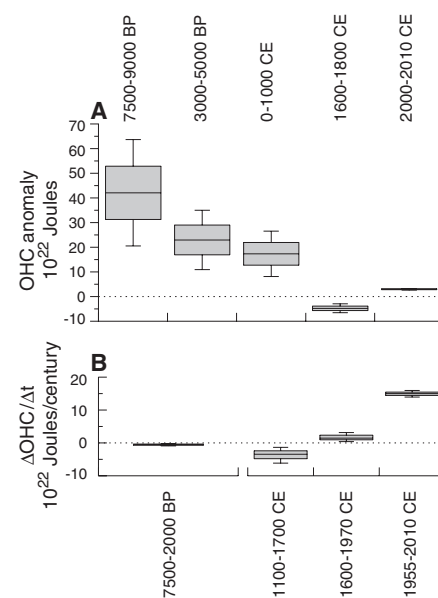 7500-9000 BP
3000-5000 BP
0-1000 CE
1600-1800 CE
2000-2010 CE
A
OHC anomaly
10²² Joules
70
60
50
40
30
20
10
0
-10
B
ΔOHC/Δt
10²² Joules/century
20
10
0
-10
7500-2000 BP
1100-1700 CE
1600-1970 CE
1955-2010 CE